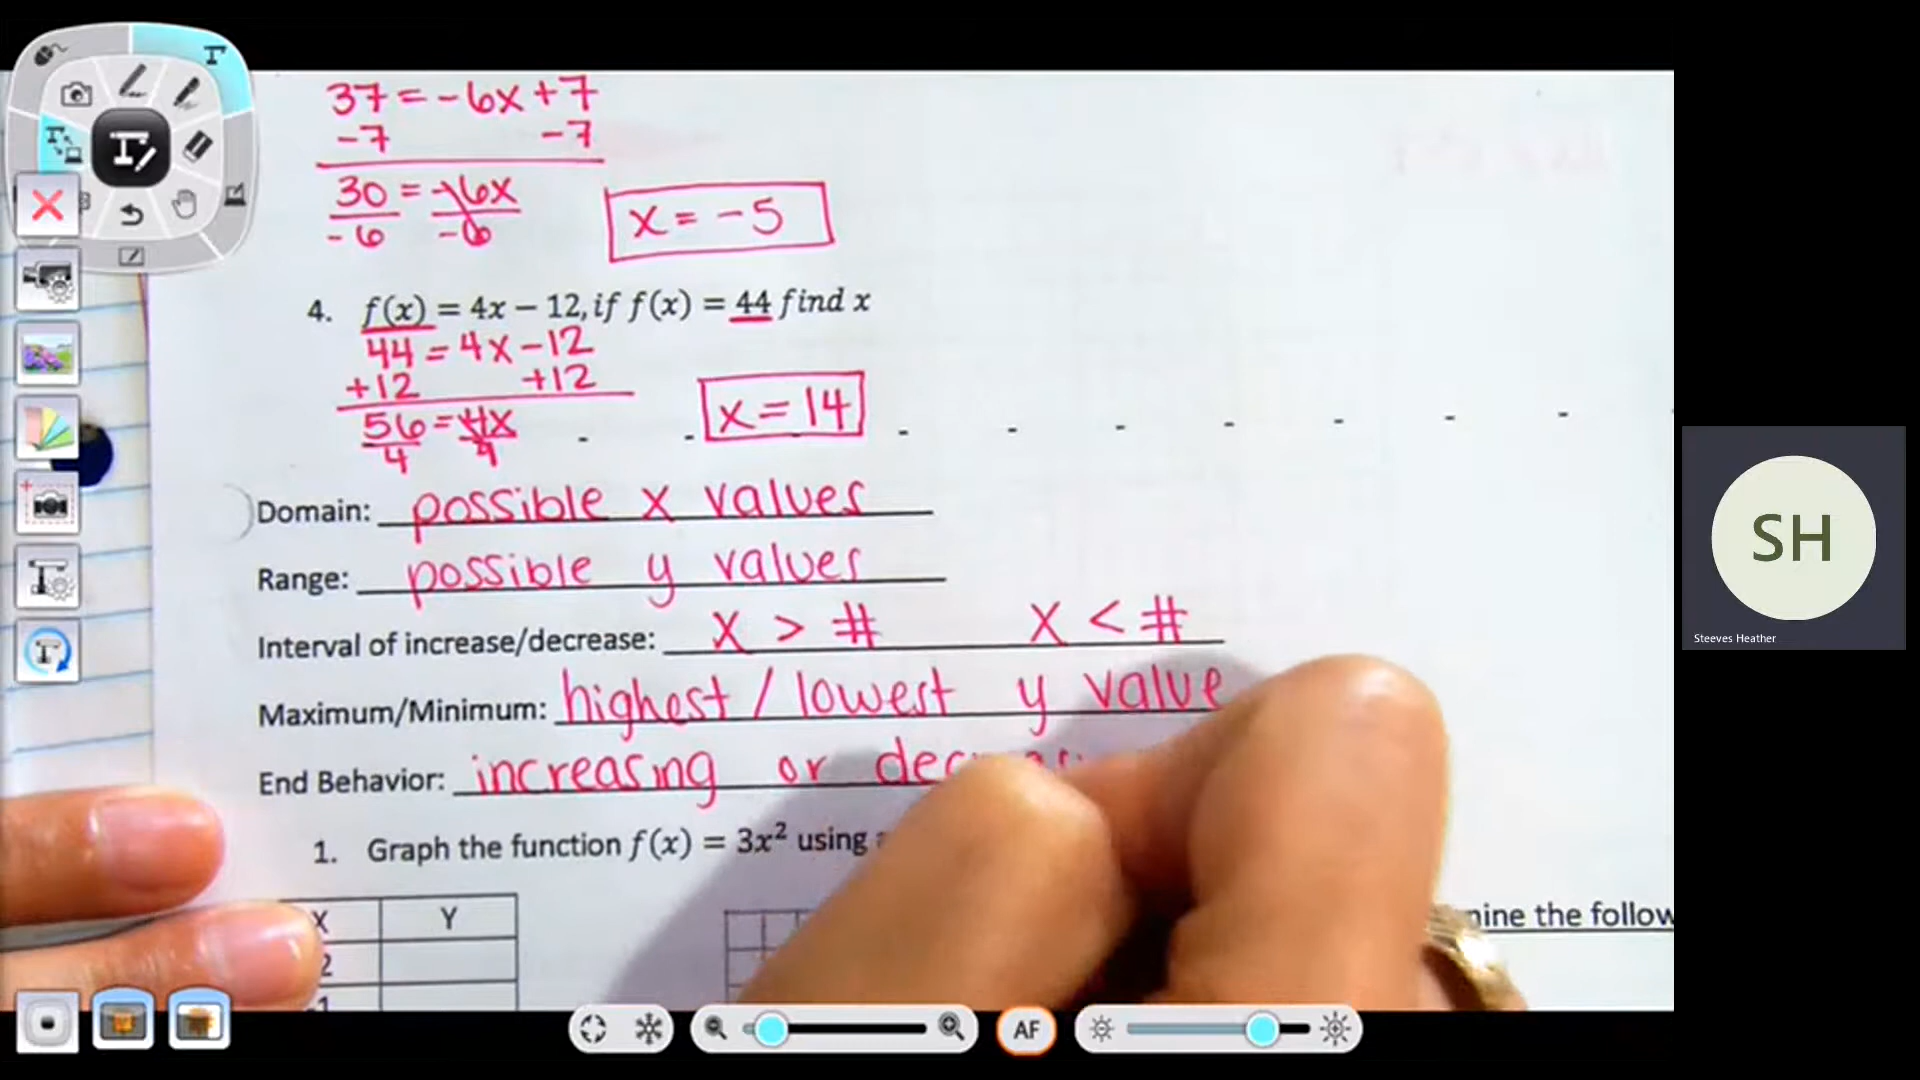 37 = -6x + 7
-7 -7
30 = -6x
-6 -6
x = -5
4. f(x) = 4x − 12, if f(x) = 44 find x
44 = 4x - 12
+12 +12
56 = 4x
4 4
x = 14
Domain: possible x values
Range: possible y values
Interval of increase/decrease: x > # x < #
Maximum/Minimum: highest / lowest y value
End Behavior: increasing or
1. Graph the function f(x) = 3x² using
X Y
2
-1
the follow
AF
SH
Steeves Heather